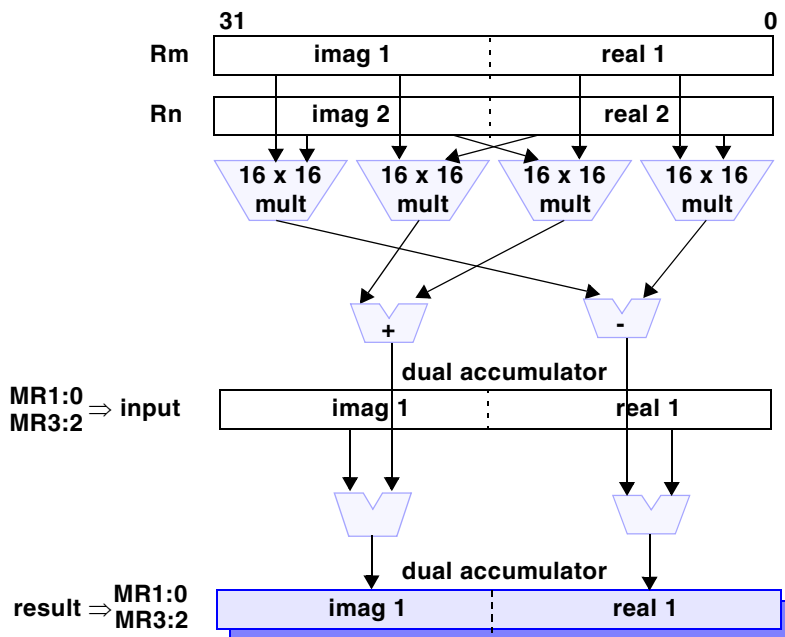 31 0
Rm imag 1 real 1
Rn imag 2 real 2
16 x 16 mult 16 x 16 mult 16 x 16 mult 16 x 16 mult
+ -
dual accumulator
MR1:0
MR3:2 ⇒ input imag 1 real 1
dual accumulator
result ⇒ MR1:0
MR3:2 imag 1 real 1